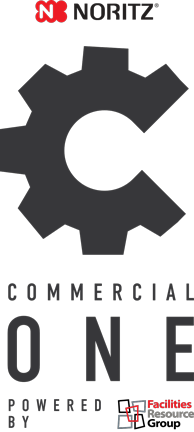 NORITZ®
COMMERCIAL
ONE
POWERED
BY
Facilities
Resource
Group